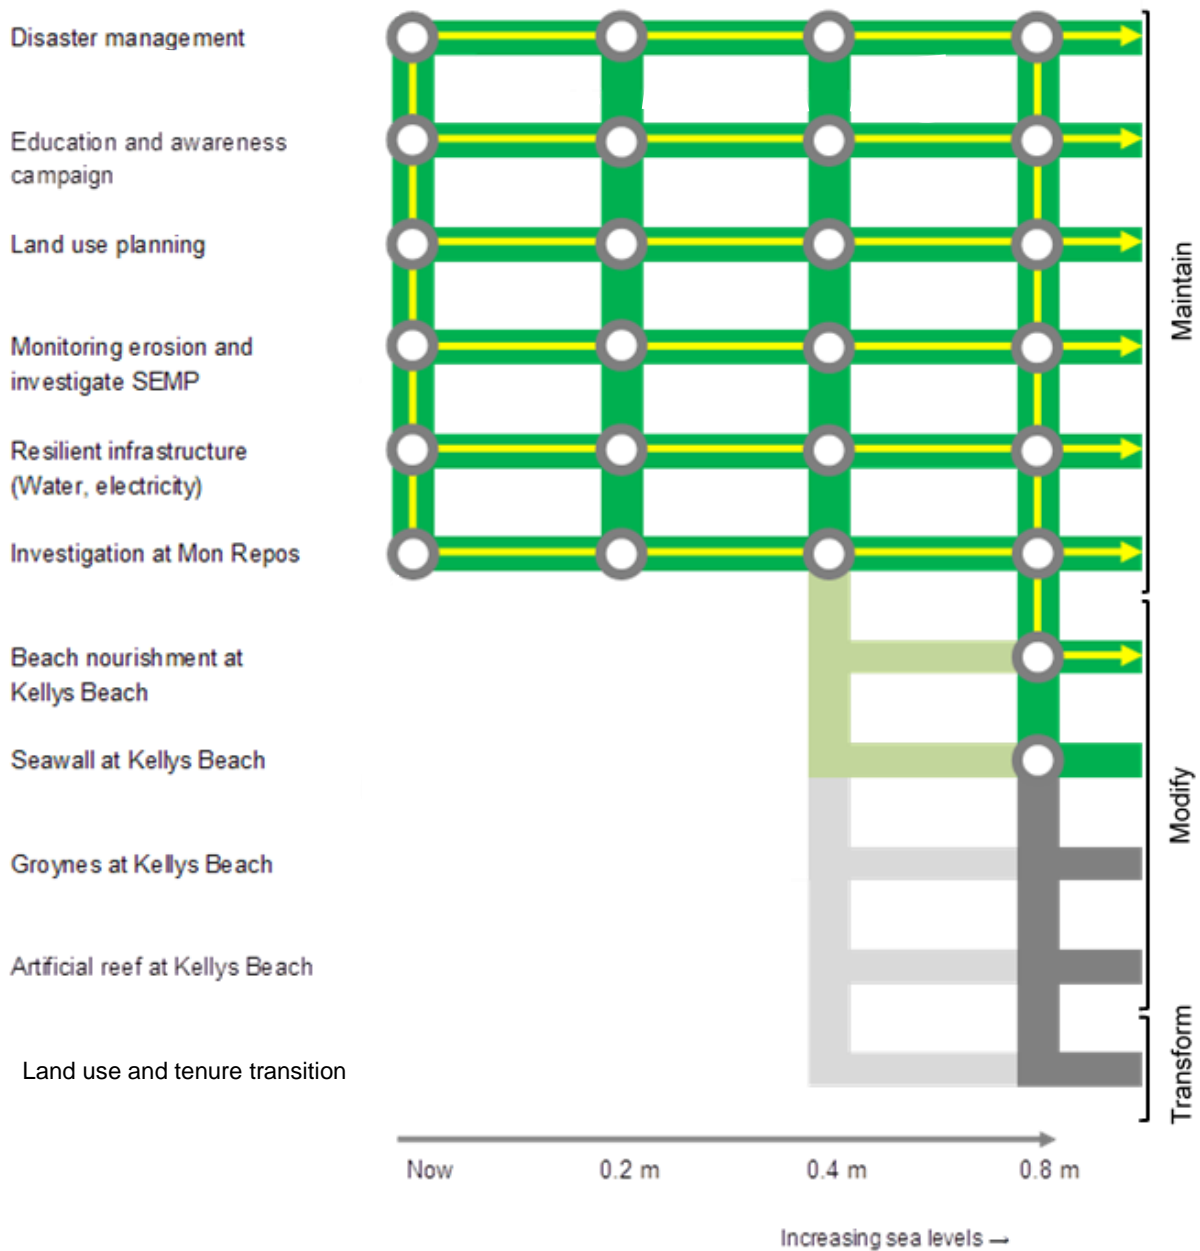 Disaster management
Education and awareness
campaign
Land use planning
Monitoring erosion and
investigate SEMP
Resilient infrastructure
(Water, electricity)
Investigation at Mon Repos
Beach nourishment at
Kellys Beach
Seawall at Kellys Beach
Groynes at Kellys Beach
Artificial reef at Kellys Beach
Land use and tenure transition
Maintain
Modify
Transform
Now 0.2 m 0.4 m 0.8 m
Increasing sea levels →